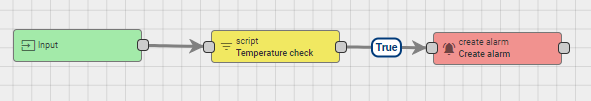 Input
script
Temperature check
True
create alarm
Create alarm